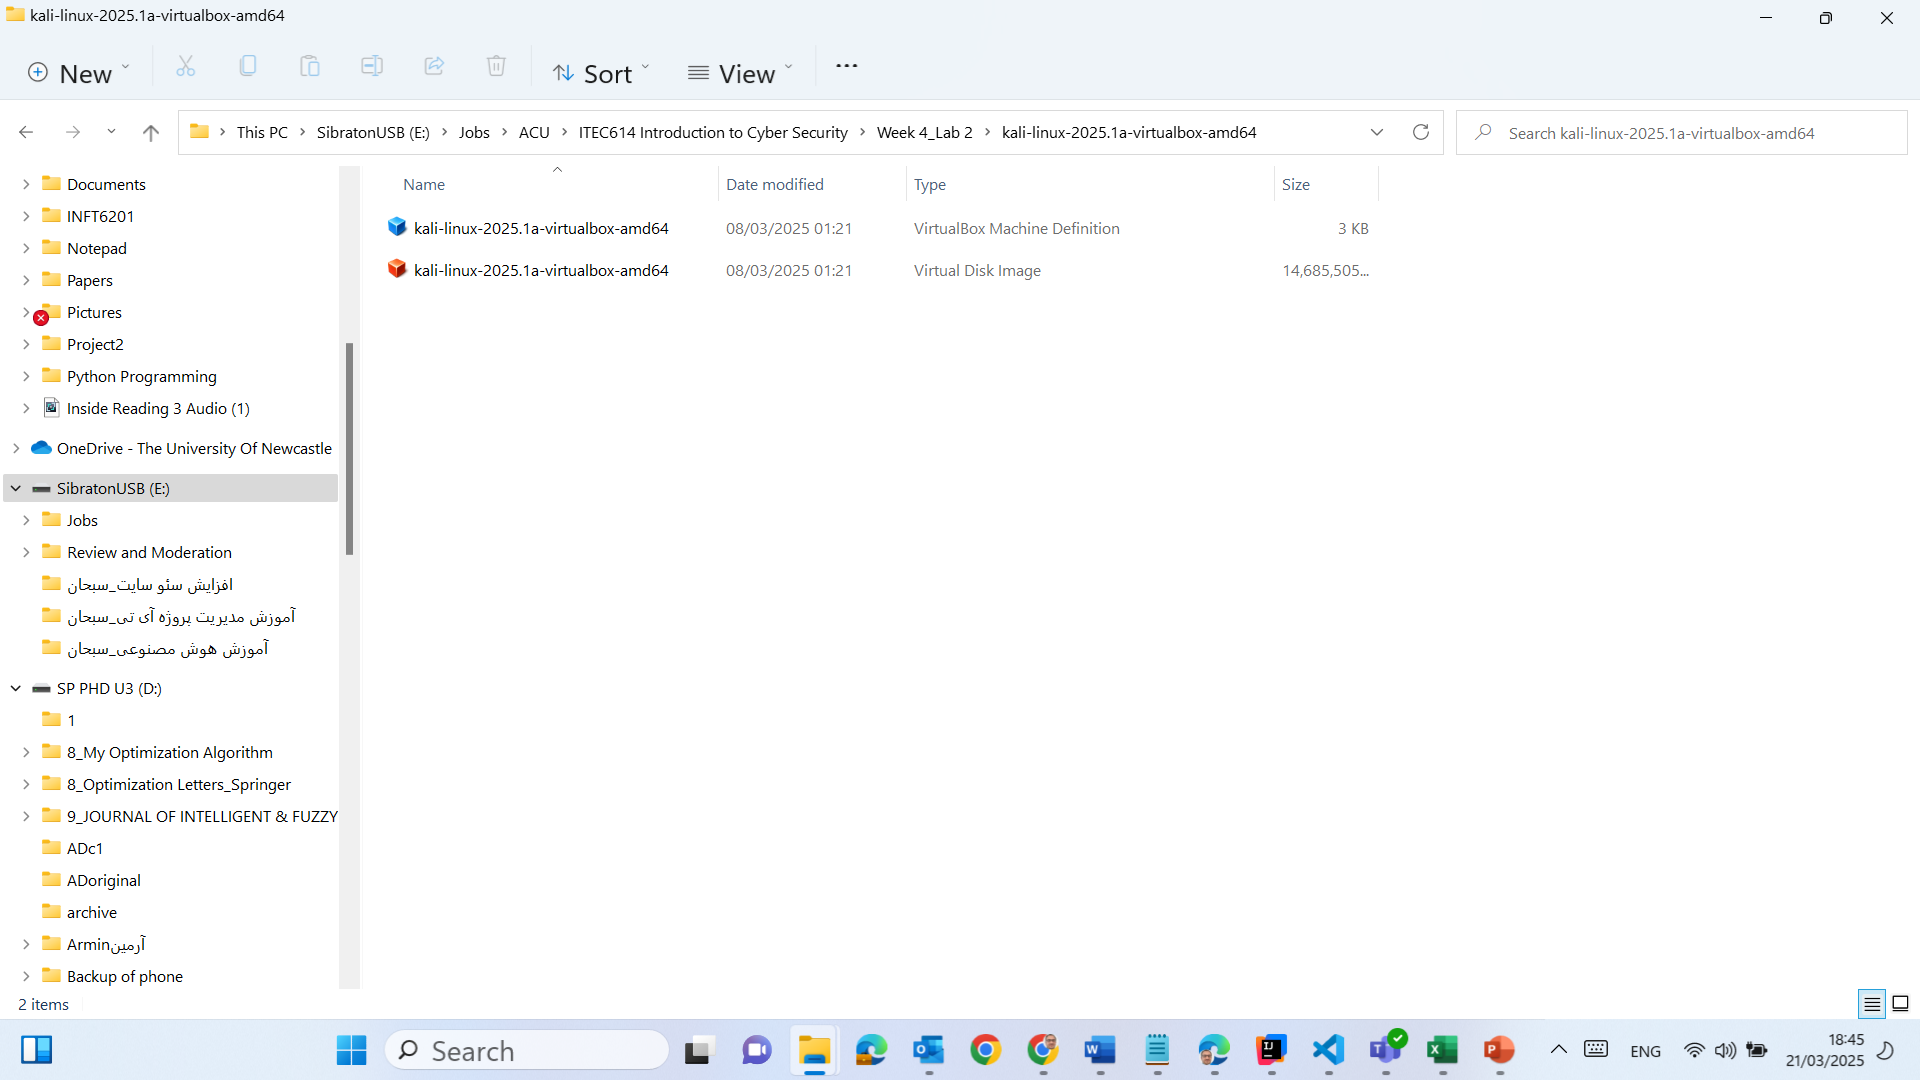 kali-linux-2025.1a-virtualbox-amd64
New
Sort
View
This PC
SibratonUSB (E:)
Jobs
ACU
ITEC614 Introduction to Cyber Security
Week 4_Lab 2
kali-linux-2025.1a-virtualbox-amd64
Search kali-linux-2025.1a-virtualbox-amd64
Documents
INFT6201
Notepad
Papers
Pictures
Project2
Python Programming
Inside Reading 3 Audio (1)
OneDrive - The University Of Newcastle
SibratonUSB (E:)
Jobs
Review and Moderation
افزایش سئو سایت_سبحان
آموزش مدیریت پروژه آی تی_سبحان
آموزش هوش مصنوعی_سبحان
SP PHD U3 (D:)
1
8_My Optimization Algorithm
8_Optimization Letters_Springer
9_JOURNAL OF INTELLIGENT & FUZZY
ADc1
ADoriginal
archive
Arminآرمین
Backup of phone
Name Date modified Type Size
kali-linux-2025.1a-virtualbox-amd64 08/03/2025 01:21 VirtualBox Machine Definition 3 KB
kali-linux-2025.1a-virtualbox-amd64 08/03/2025 01:21 Virtual Disk Image 14,685,505...
2 items
Search
ENG
18:45
21/03/2025